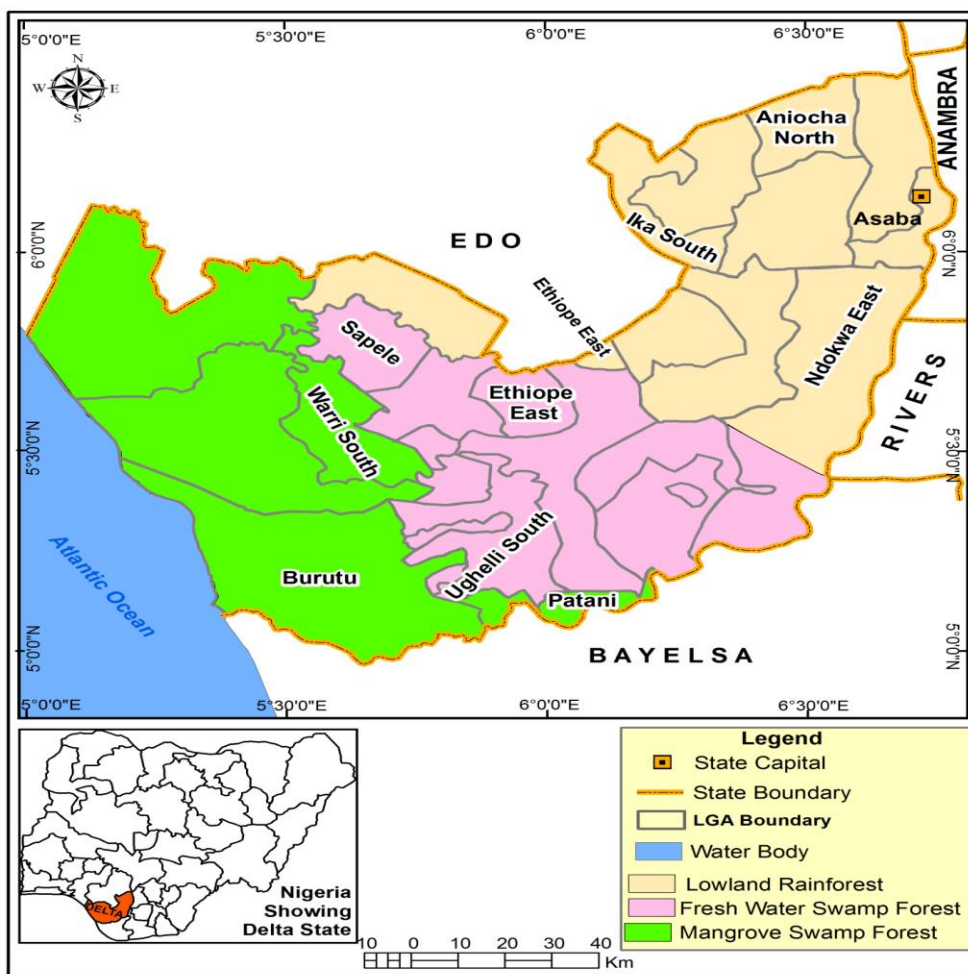 5°0'0"E
5°30'0"E
6°0'0"E
6°30'0"E
N
W
E
S
ANAMBRA
Aniocha
North
Asaba
Ika South
EDO
6°0'0"N
6°0'0"N
Ethiope East
Sapele
Ndokwa East
Ethiope
East
Warri South
RIVERS
5°30'0"N
5°30'0"N
Atlantic Ocean
Ughelli South
Burutu
Patani
BAYELSA
5°0'0"N
5°0'0"N
5°0'0"E
5°30'0"E
6°0'0"E
6°30'0"E
DELTA
Nigeria
Showing
Delta State
Legend
State Capital
State Boundary
LGA Boundary
Water Body
Lowland Rainforest
Fresh Water Swamp Forest
Mangrove Swamp Forest
10 0 10 20 30 40
Km